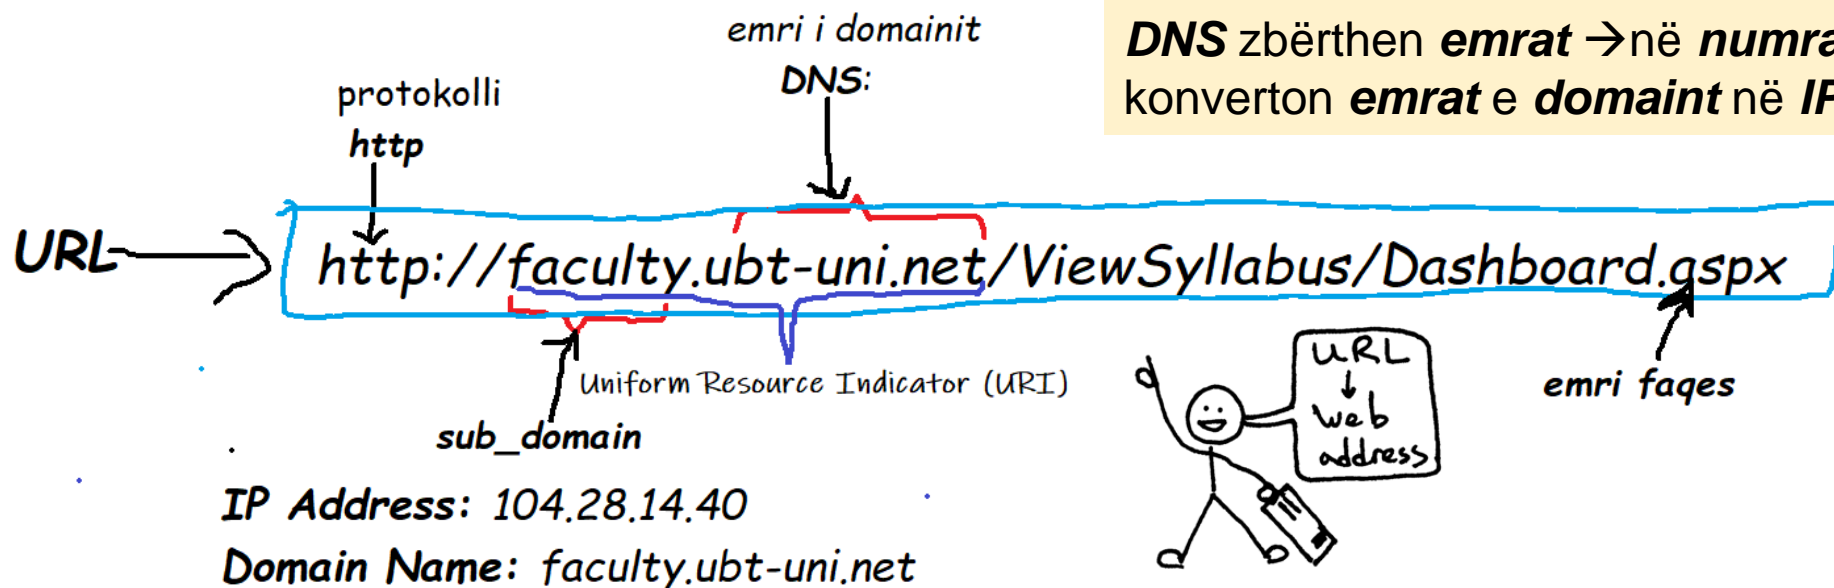 emri i domainit
DNS:
DNS zbërthen emrat →në numra
konverton emrat e domaint në IP
protokolli
http
URL
http://faculty.ubt-uni.net/ViewSyllabus/Dashboard.aspx
Uniform Resource Indicator (URI)
sub_domain
URL
↓
web
address
emri faqes
IP Address: 104.28.14.40
Domain Name: faculty.ubt-uni.net